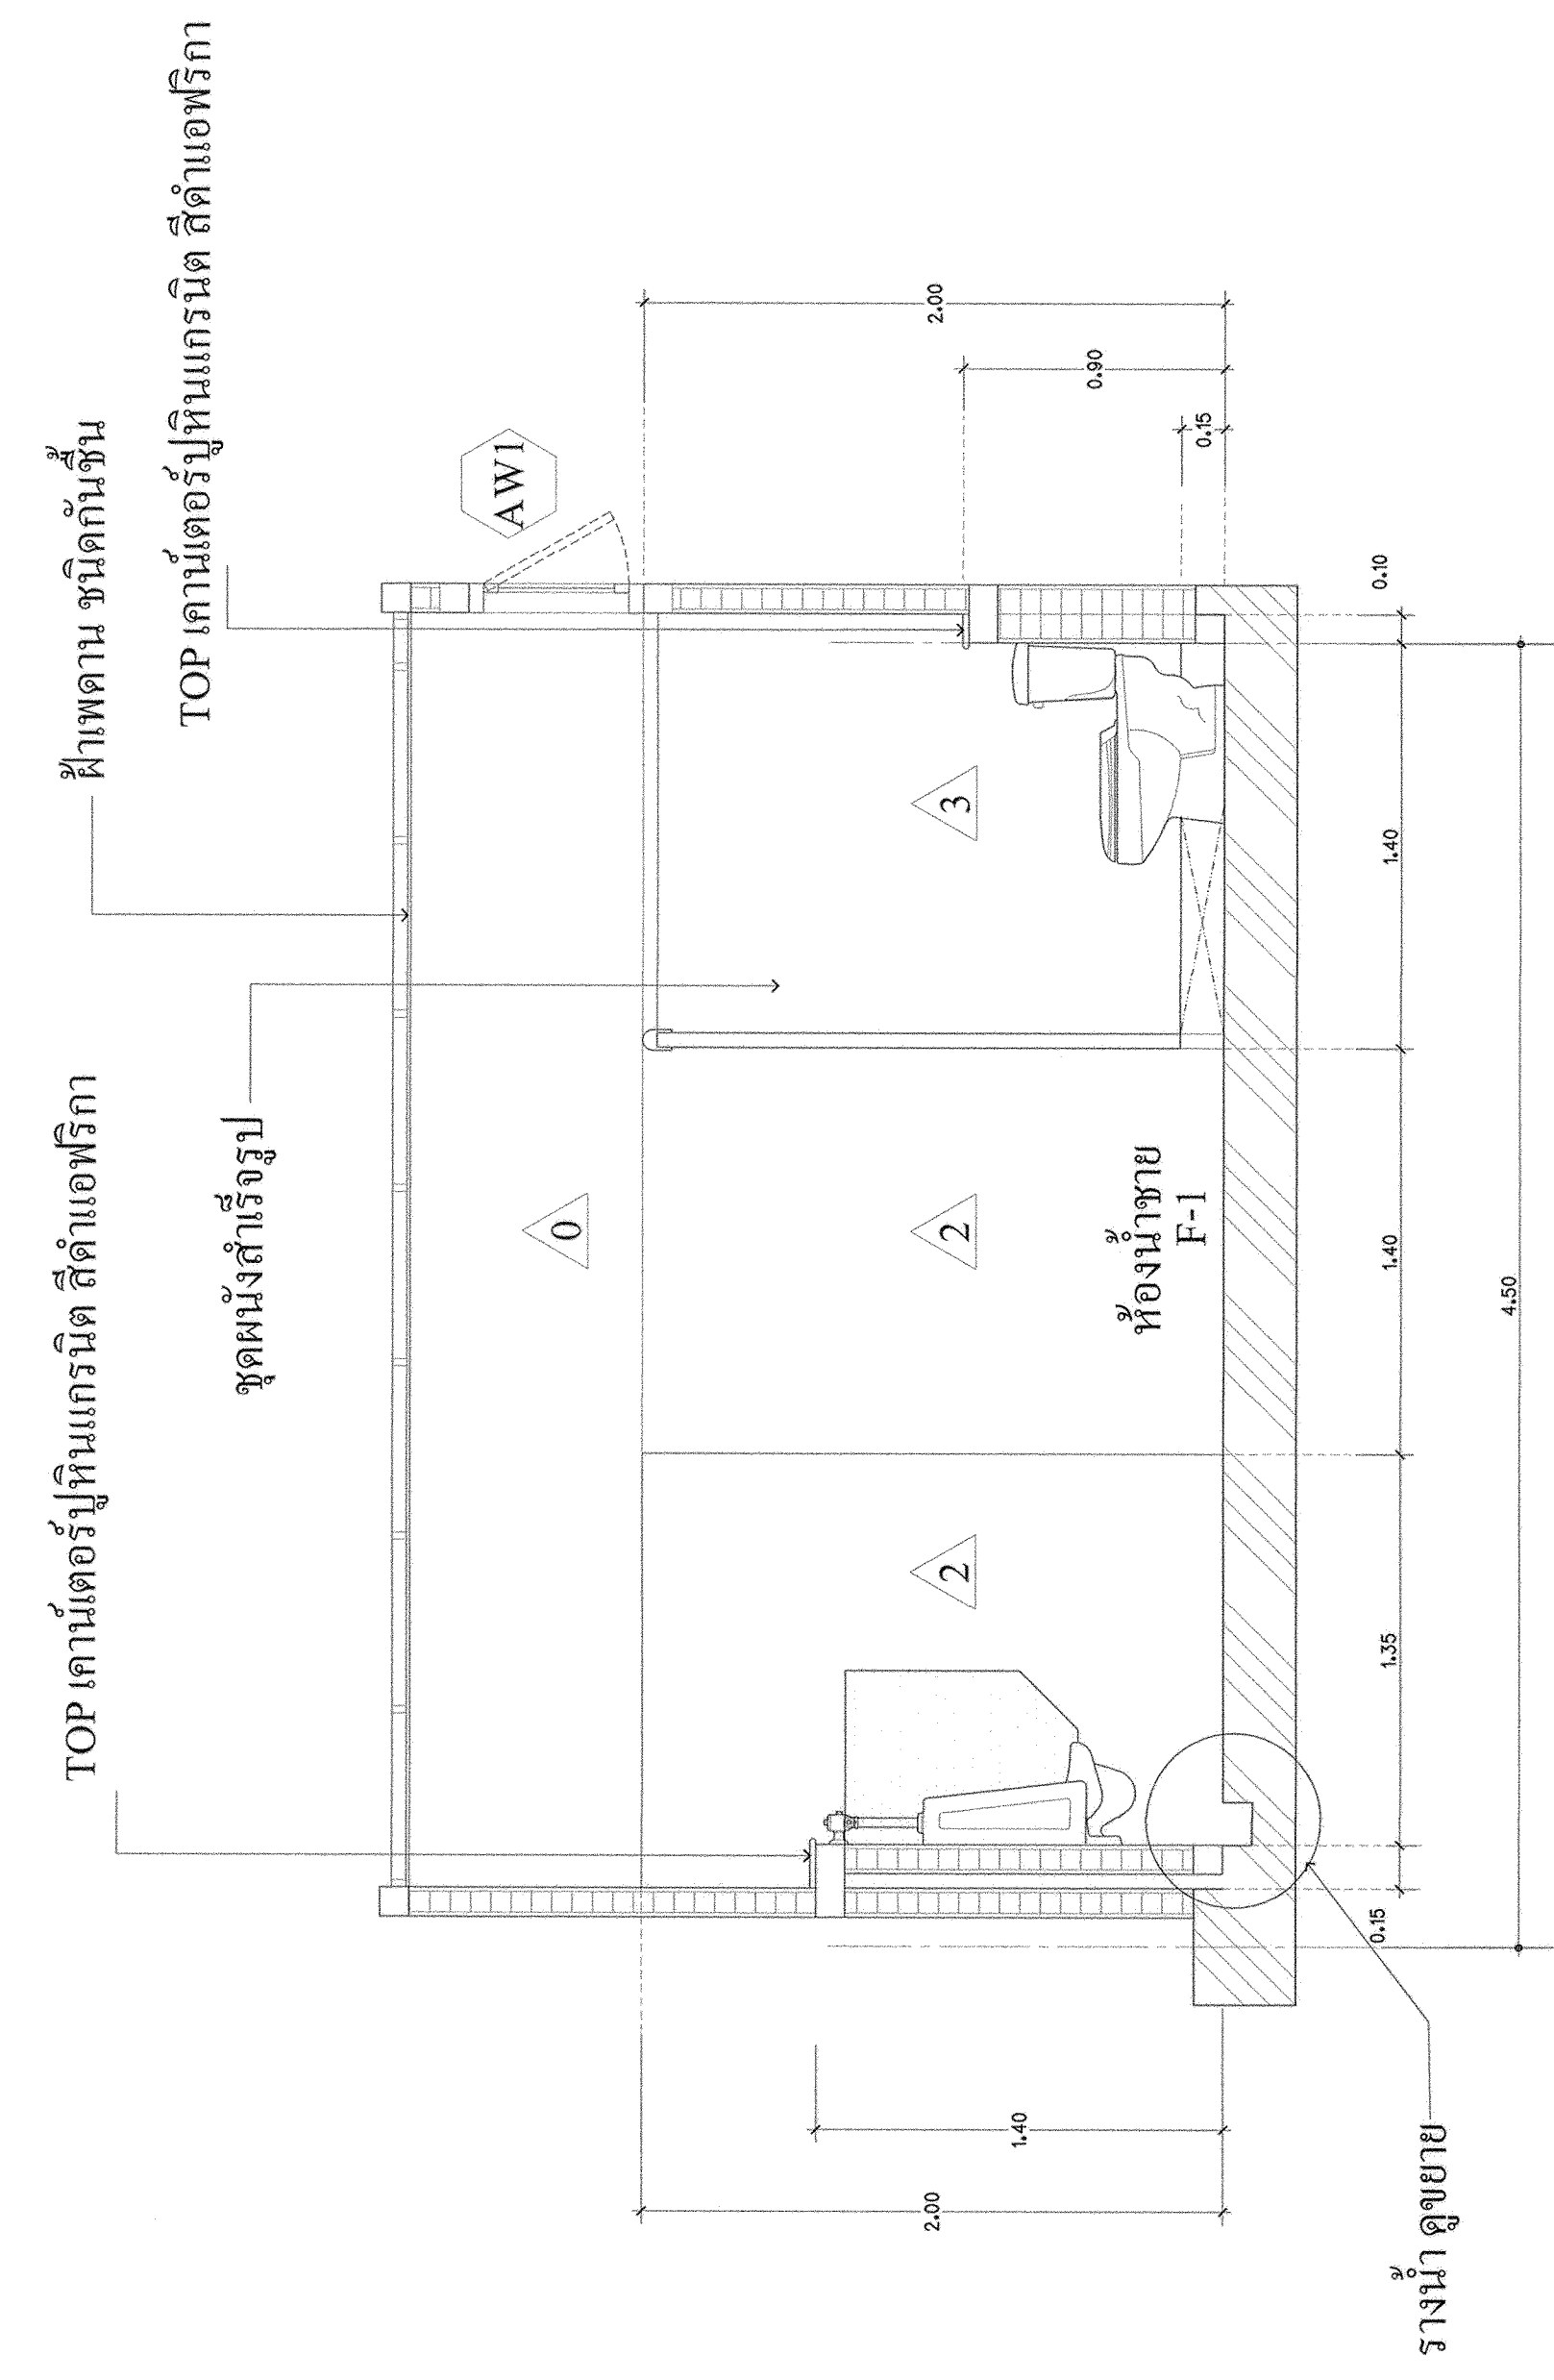 TOP เคาน์เตอร์ปูหินแกรนิต สีดำแอฟริกา
ฝ้าเพดาน ชนิดกันชื้น
TOP เคาน์เตอร์ปูหินแกรนิต สีดำแอฟริกา
ชุดผนังสำเร็จรูป
AW1
0
2
2
3
ห้องน้ำชาย
F-1
2.00
1.40
2.00
0.90
0.15
0.15
1.35
1.40
1.40
0.10
4.50
รางน้ำ ดูขยาย